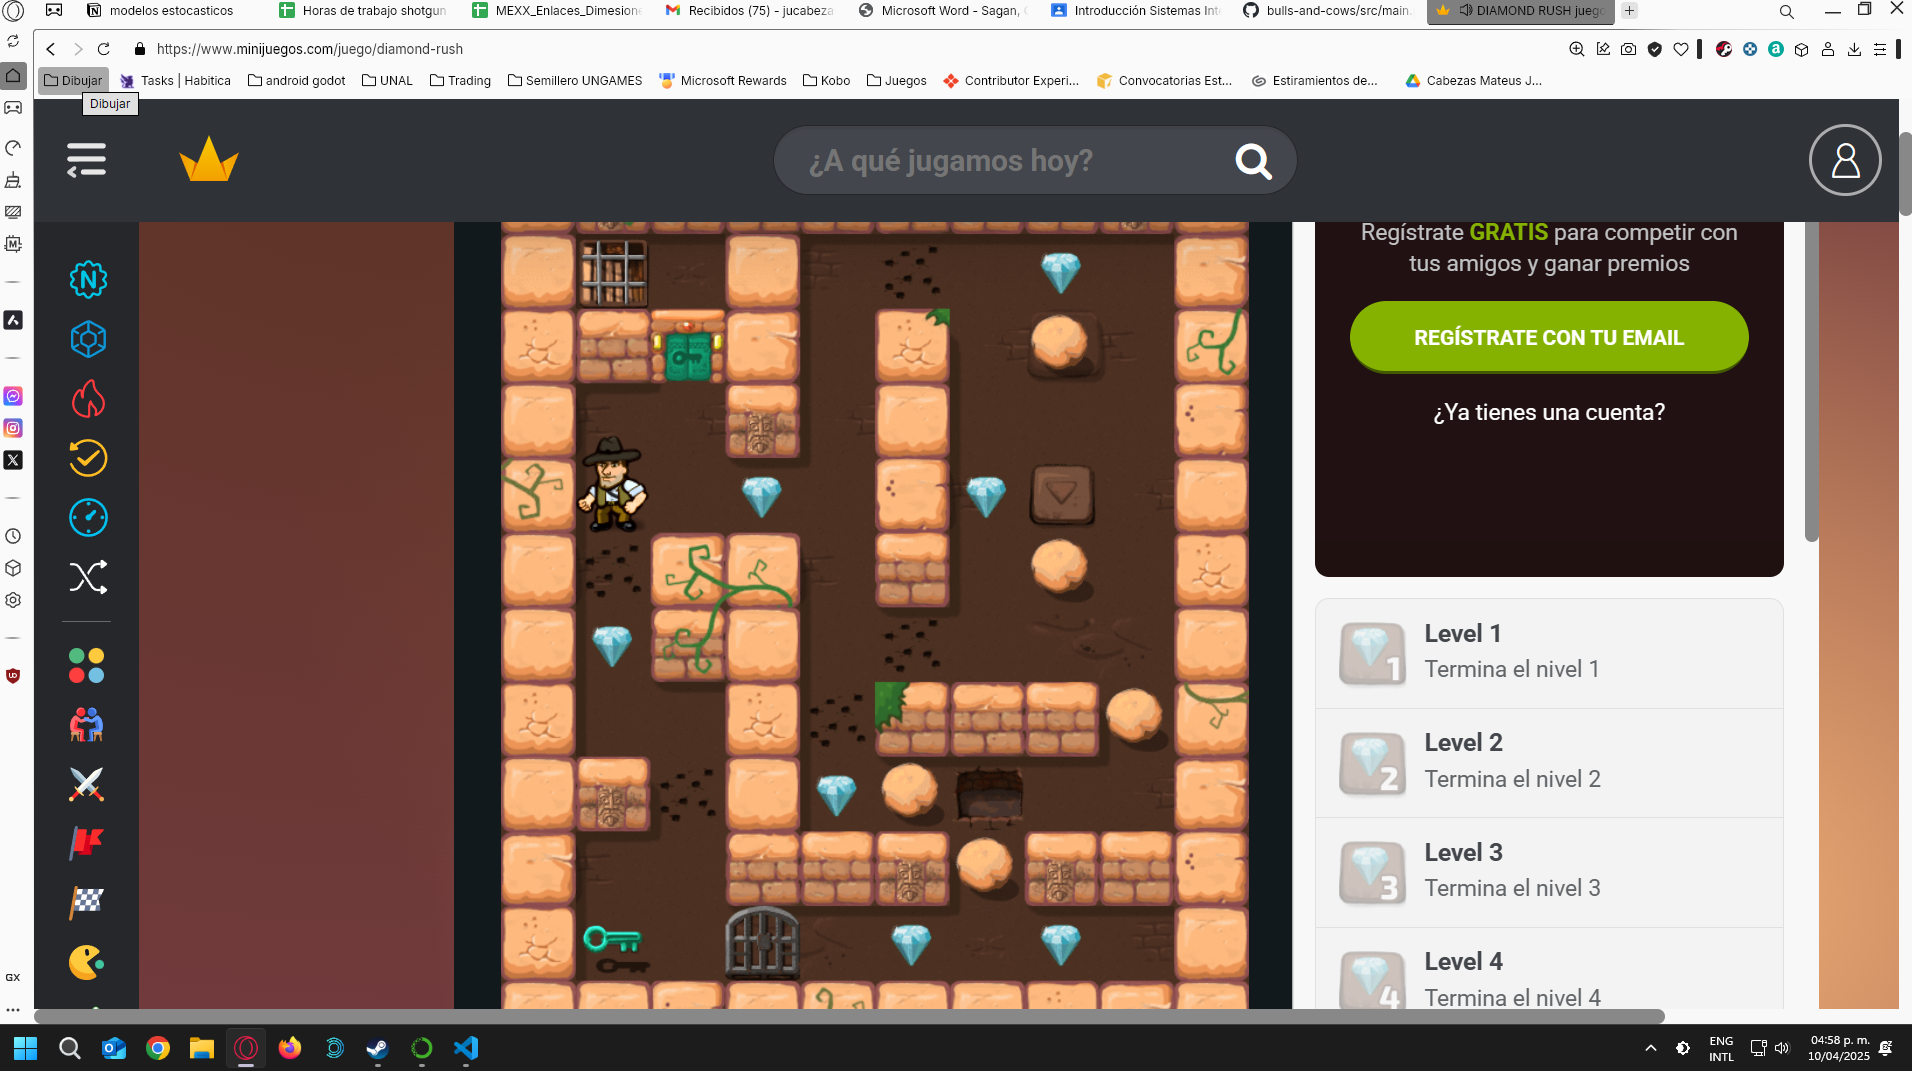 modelos estocasticos
Horas de trabajo shotgun
MEXX_Enlaces_Dimesione
Recibidos (75) - jucabeza
Microsoft Word - Sagan, C
Introducción Sistemas Int
bulls-and-cows/src/main.
DIAMOND RUSH juego
https://www.minijuegos.com/juego/diamond-rush
Dibujar
Tasks | Habitica
android godot
UNAL
Trading
Semillero UNGAMES
Microsoft Rewards
Kobo
Juegos
Contributor Experi...
Convocatorias Est...
Estiramientos de...
Cabezas Mateus J...
Dibujar
¿A qué jugamos hoy?
Regístrate GRATIS para competir con
tus amigos y ganar premios
REGÍSTRATE CON TU EMAIL
¿Ya tienes una cuenta?
N
1
Level 1
Termina el nivel 1
2
Level 2
Termina el nivel 2
3
Level 3
Termina el nivel 3
4
Level 4
Termina el nivel 4
GX
ENG
INTL
04:58 p. m.
10/04/2025